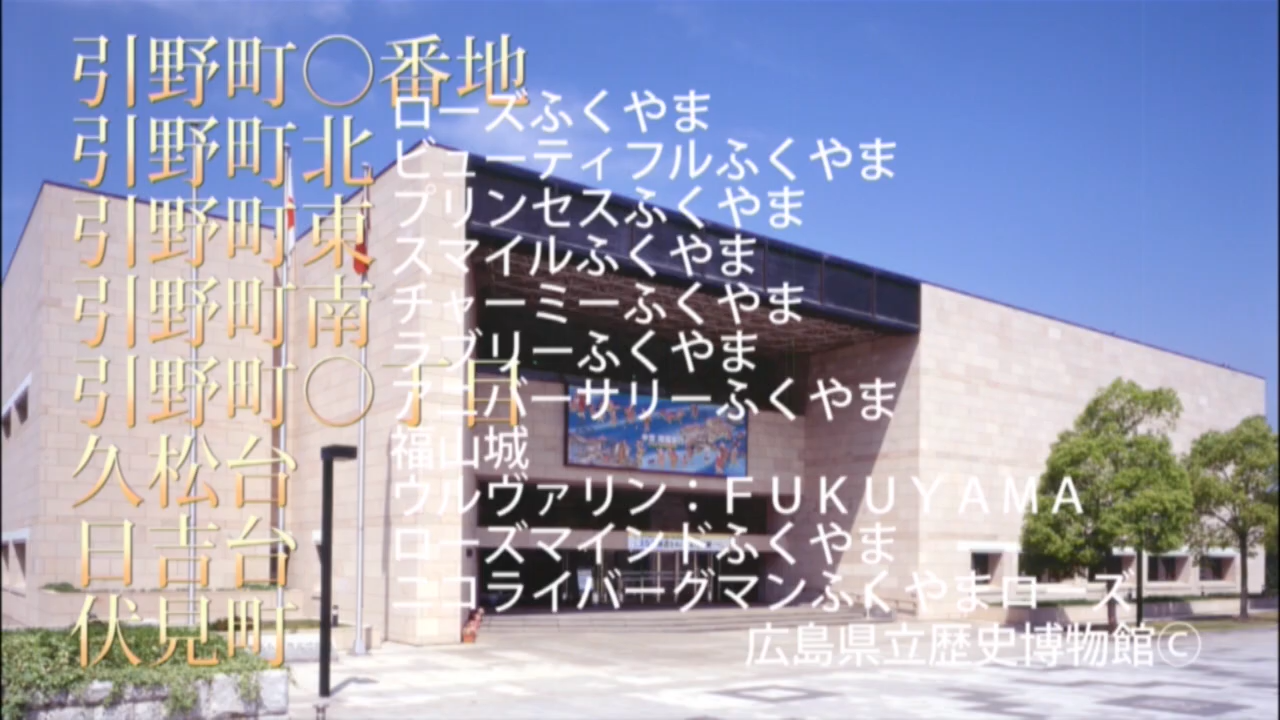 引野町〇番地
引野町北
引野町東
引野町南
引野町〇丁目
久松台
日吉台
伏見町
ローズふくやま
ビューティフルふくやま
プリンセスふくやま
スマイルふくやま
チャーミーふくやま
ラブリーふくやま
アニバーサリーふくやま
福山城
ウルヴァリン：ＦＵＫＵＹＡＭＡ
ローズマインドふくやま
ニコライバーグマンふくやまローズ
広島県立歴史博物館©